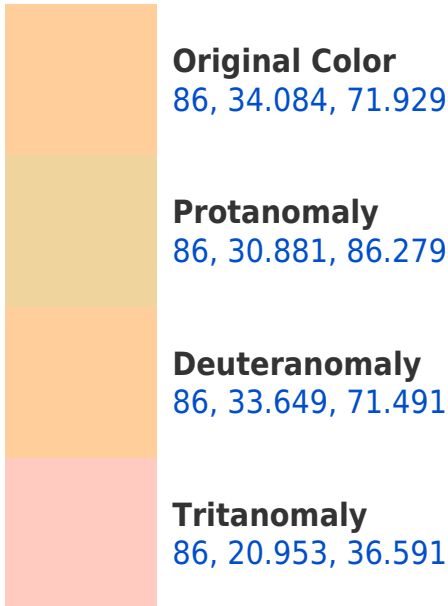 Original Color
86, 34.084, 71.929
Protanomaly
86, 30.881, 86.279
Deuteranomaly
86, 33.649, 71.491
Tritanomaly
86, 20.953, 36.591